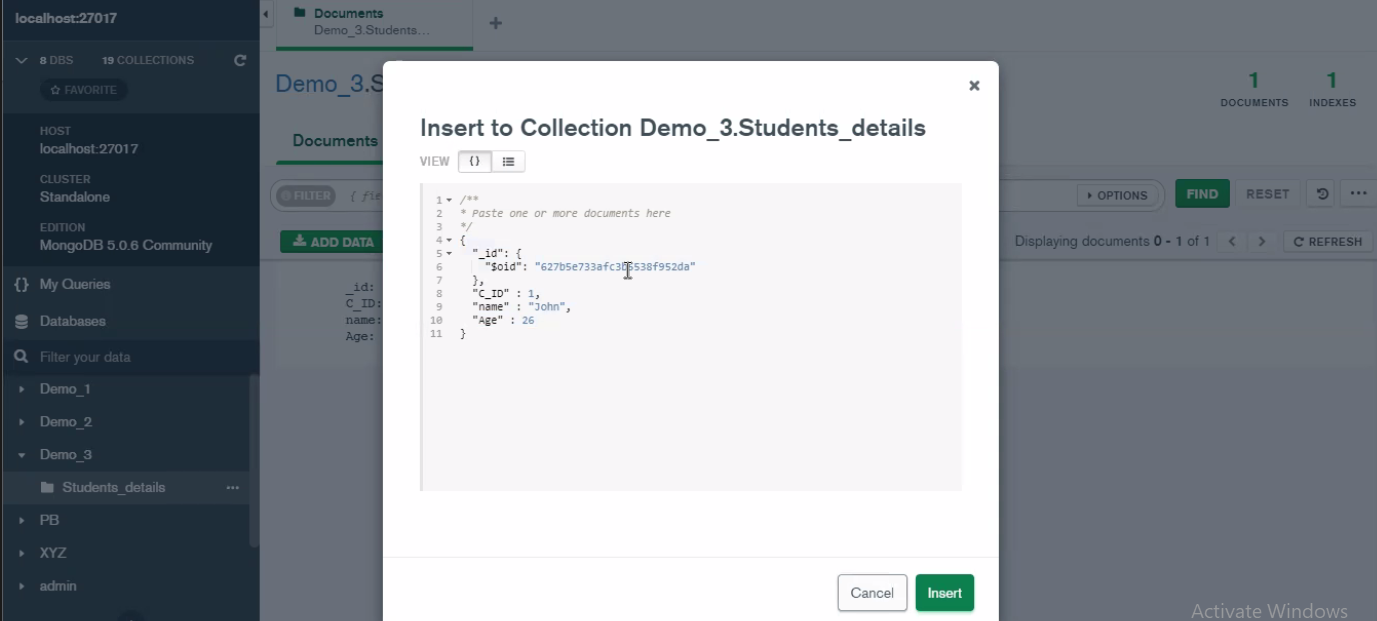 localhost:27017
8 DBS 19 COLLECTIONS
FAVORITE
HOST
localhost:27017
CLUSTER
Standalone
EDITION
MongoDB 5.0.6 Community
{} My Queries
Databases
Filter your data
Demo_1
Demo_2
Demo_3
Students_details ...
PB
XYZ
admin
Documents
Demo_3.Students...
+
Demo_3.S
1 DOCUMENTS
1 INDEXES
Documents
FILTER { fie
OPTIONS
FIND
RESET
...
ADD DATA
Displaying documents 0 - 1 of 1
REFRESH
_id:
C_ID:
name:
Age:
Insert to Collection Demo_3.Students_details
VIEW {}
1 /**
2 * Paste one or more documents here
3 */
4 {
5 "_id": {
6 "$oid": "627b5e733afc3b6538f952da"
7 },
8 "C_ID" : 1,
9 "name" : "John",
10 "Age" : 26
11 }
Cancel
Insert
Activate Windows